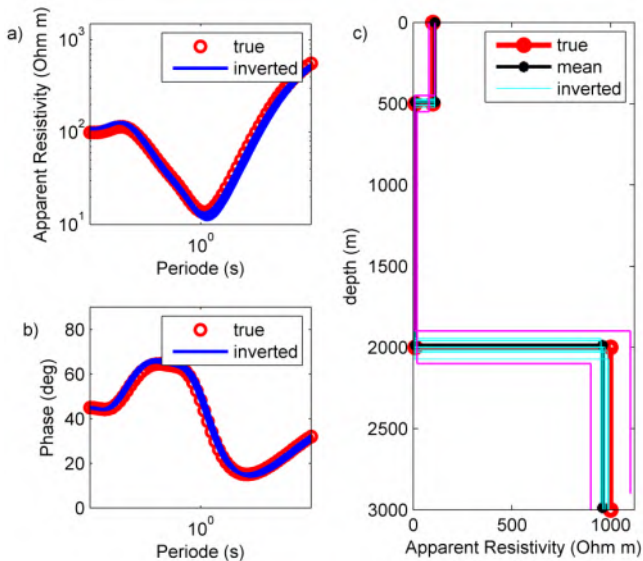 a)
Apparent Resistivity (Ohm m)
10^3
10^2
10^1
true
inverted
10^0
Periode (s)
b)
Phase (deg)
80
60
40
20
0
true
inverted
10^0
Periode (s)
c)
depth (m)
0
500
1000
1500
2000
2500
3000
true
mean
inverted
0
500
1000
Apparent Resistivity (Ohm m)